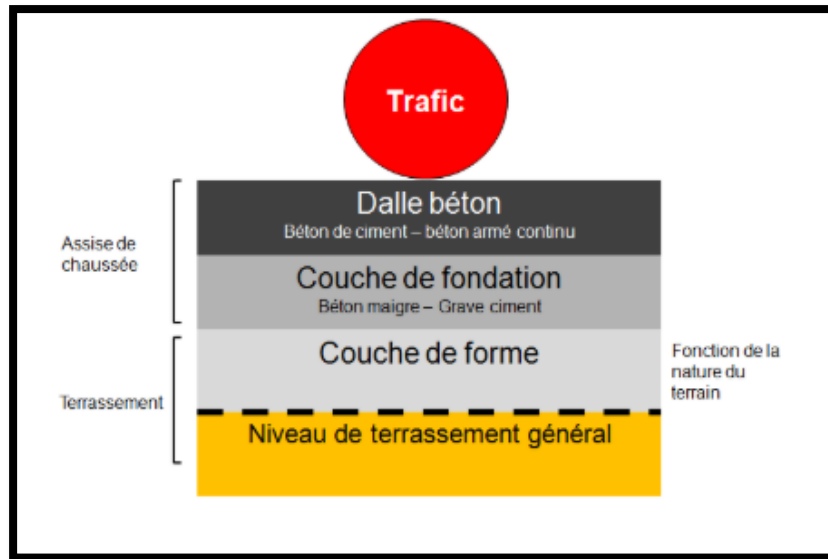 Trafic
Dalle béton
Béton de ciment – béton armé continu
Assise de
chaussée
Couche de fondation
Béton maigre – Grave ciment
Couche de forme
Fonction de la
nature du
terrain
Terrassement
Niveau de terrassement général